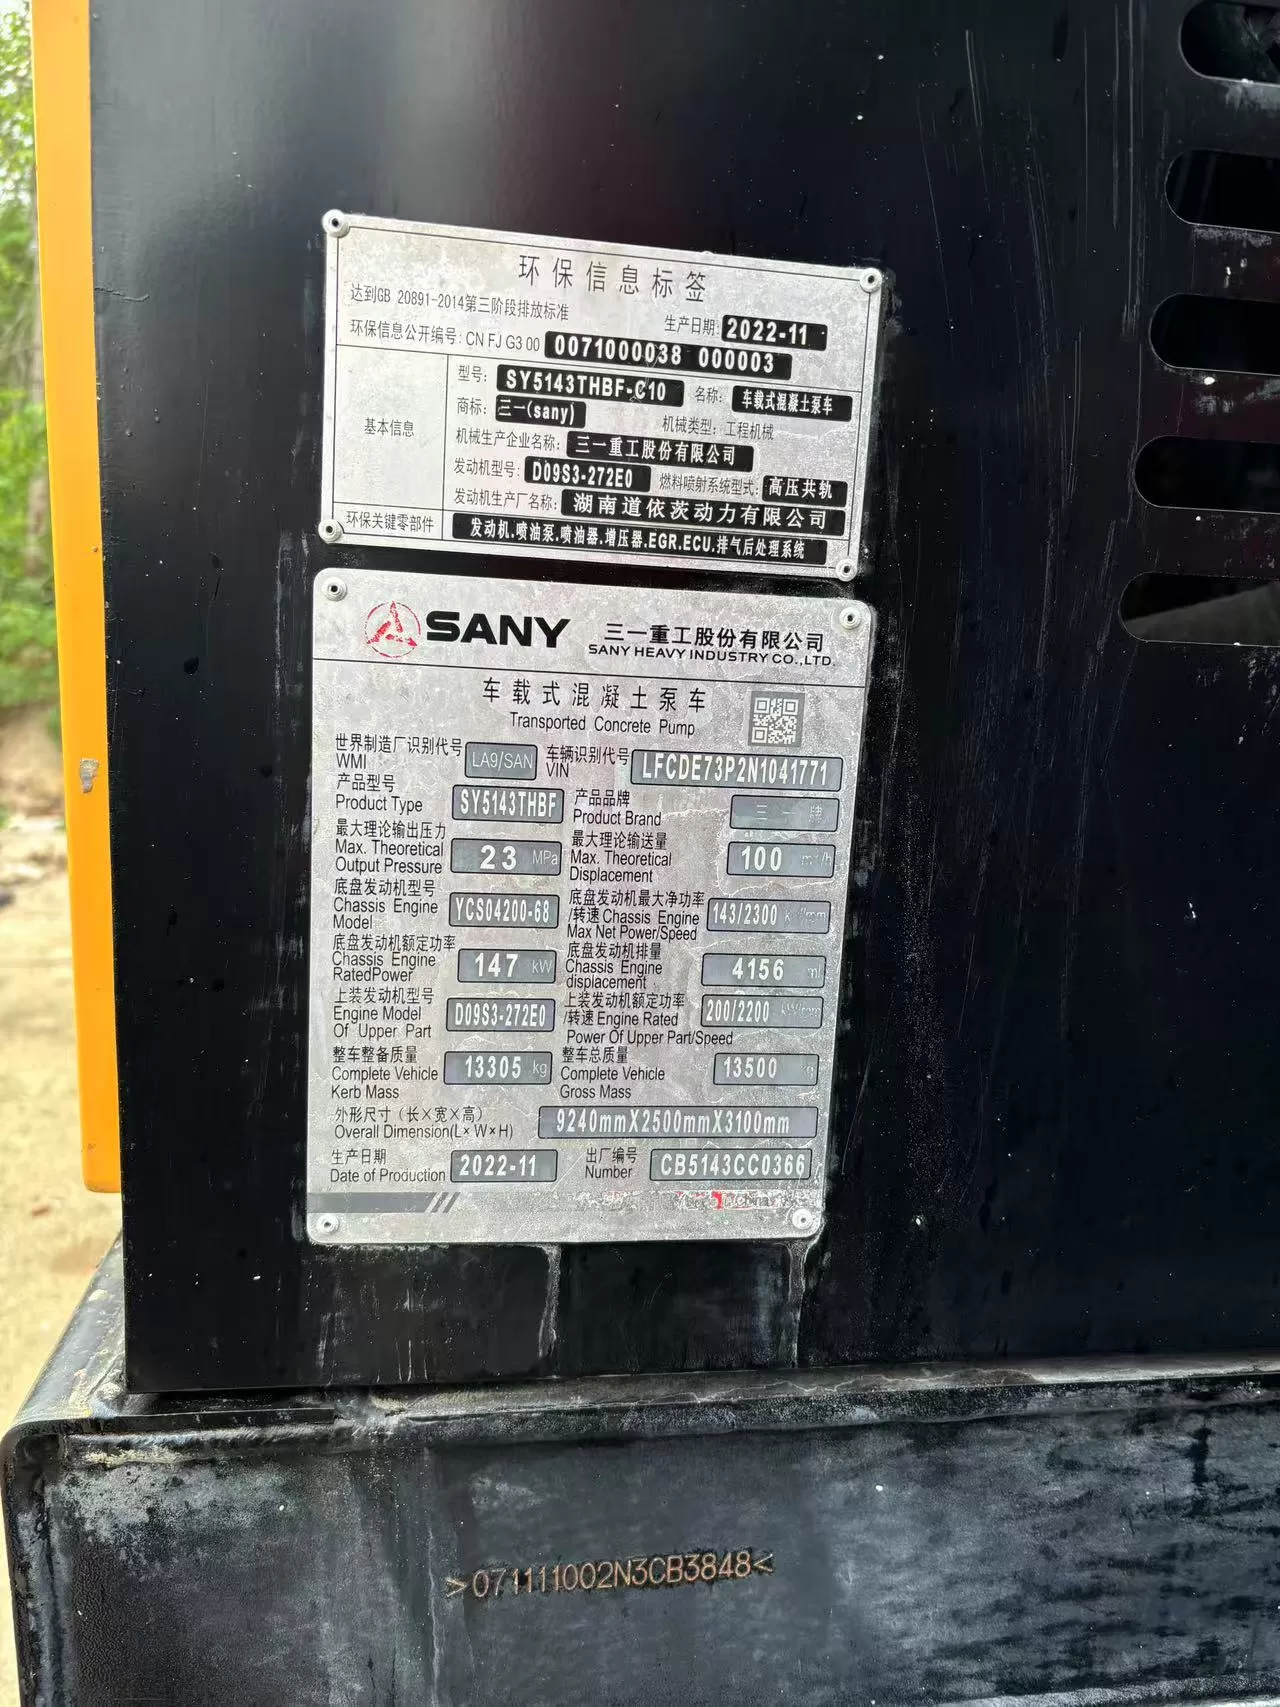 环保信息标签
达到GB 20891-2014第三阶段排放标准
生产日期: 2022-11
环保信息公开编号: CN FJ G3 00 0071000038 000003
基本信息
型号: SY5143THBF-C10 名称: 车载式混凝土泵车
商标: 三一(sany) 机械类型: 工程机械
机械生产企业名称: 三一重工股份有限公司
发动机型号: D09S3-272E0 燃料喷射系统型式: 高压共轨
发动机生产厂名称: 湖南道依茨动力有限公司
环保关键零部件 发动机.喷油泵.喷油器.增压器.EGR.ECU.排气后处理系统
SANY 三一重工股份有限公司
SANY HEAVY INDUSTRY CO.,LTD.
车载式混凝土泵车
Transported Concrete Pump
世界制造厂识别代号 WMI LA9/SAN 车辆识别代号 VIN LFCDE73P2N1041771
产品型号 Product Type SY5143THBF 产品品牌 Product Brand 三一牌
最大理论输出压力 Max. Theoretical Output Pressure 23 MPa 最大理论输送量 Max. Theoretical Displacement 100 m³/h
底盘发动机型号 Chassis Engine Model YCS04200-68 底盘发动机最大净功率/转速 Chassis Engine Max Net Power/Speed 143/2300
底盘发动机额定功率 Chassis Engine RatedPower 147 kW 底盘发动机排量 Chassis Engine displacement 4156 ml
上装发动机型号 Engine Model Of Upper Part D09S3-272E0 上装发动机额定功率/转速 Engine Rated Power Of Upper Part/Speed 200/2200
整车整备质量 Complete Vehicle Kerb Mass 13305 kg 整车总质量 Complete Vehicle Gross Mass 13500
外形尺寸（长×宽×高） Overall Dimension(L×W×H) 9240mmX2500mmX3100mm
生产日期 Date of Production 2022-11 出厂编号 Number CB5143CC0366
>071111002N3CB3848<